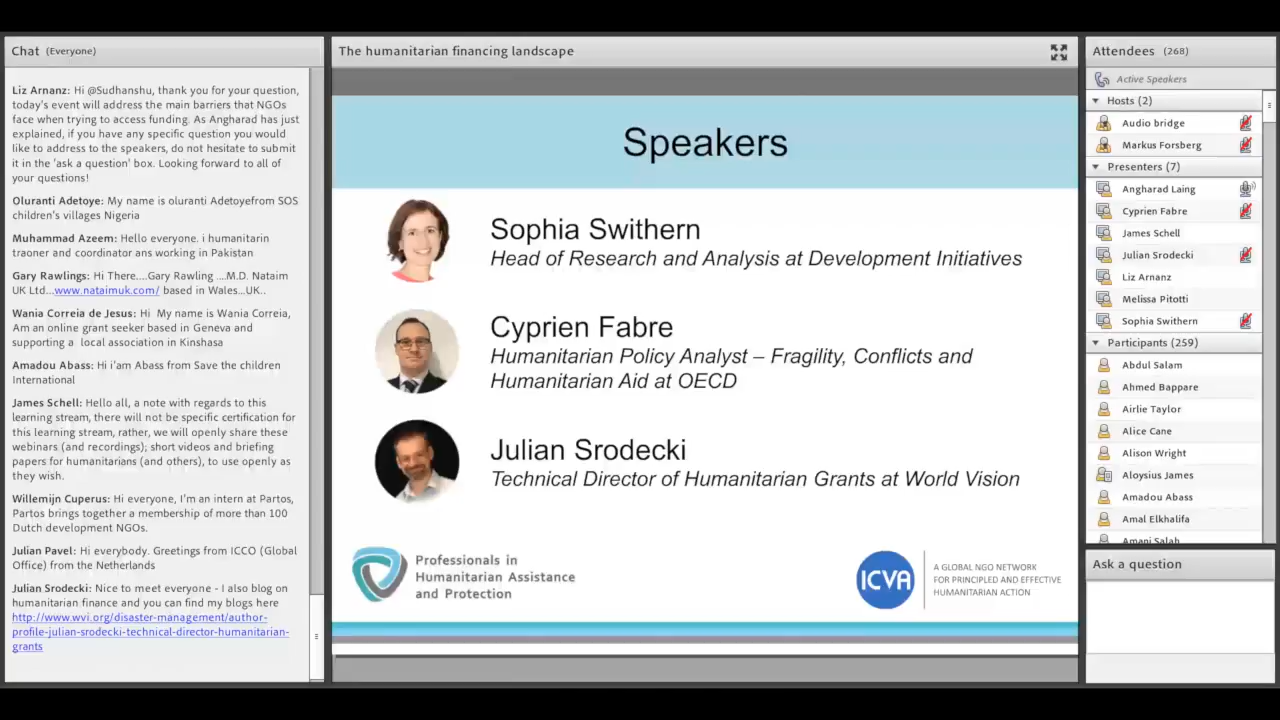 Chat (Everyone)
Liz Arnanz: Hi @Sudhanshu, thank you for your question,
today's event will address the main barriers that NGOs
face when trying to access funding. As Angharad has just
explained, if you have any specific question you would
like to address to the speakers, do not hesitate to submit
it in the 'ask a question' box. Looking forward to all of
your questions!
Oluranti Adetoye: My name is oluranti Adetoyefrom SOS
children's villages Nigeria
Muhammad Azeem: Hello everyone. i humanitarin
traoner and coordinator ans working in Pakistan
Gary Rawlings: Hi There....Gary Rawling ....M.D. Nataim
UK Ltd...www.nataimuk.com/ based in Wales...UK..
Wania Correia de Jesus: Hi  My name is Wania Correia,
Am an online grant seeker based in Geneva and
supporting a  local association in Kinshasa
Amadou Abass: Hi i'am Abass from Save the children
International
James Schell: Hello all, a note with regards to this
learning stream, there will not be specific certification for
this learning stream, rather, we will openly share these
webinars (and recordings); short videos and briefing
papers for humanitarians (and others), to use openly as
they wish.
Willemijn Cuperus: Hi everyone, I'm an intern at Partos,
Partos brings together a membership of more than 100
Dutch development NGOs.
Julian Pavel: Hi everybody. Greetings from ICCO (Global
Office) from the Netherlands
Julian Srodecki: Nice to meet everyone - I also blog on
humanitarian finance and you can find my blogs here
http://www.wvi.org/disaster-management/author-
profile-julian-srodecki-technical-director-humanitarian-
grants
The humanitarian financing landscape
Speakers
Sophia Swithern
Head of Research and Analysis at Development Initiatives
Cyprien Fabre
Humanitarian Policy Analyst – Fragility, Conflicts and
Humanitarian Aid at OECD
Julian Srodecki
Technical Director of Humanitarian Grants at World Vision
Professionals in
Humanitarian Assistance
and Protection
ICVA
A GLOBAL NGO NETWORK
FOR PRINCIPLED AND EFFECTIVE
HUMANITARIAN ACTION
Attendees (268)
Active Speakers
Hosts (2)
Audio bridge
Markus Forsberg
Presenters (7)
Angharad Laing
Cyprien Fabre
James Schell
Julian Srodecki
Liz Arnanz
Melissa Pitotti
Sophia Swithern
Participants (259)
Abdul Salam
Ahmed Bappare
Airlie Taylor
Alice Cane
Alison Wright
Aloysius James
Amadou Abass
Amal Elkhalifa
Amani Salah
Ask a question